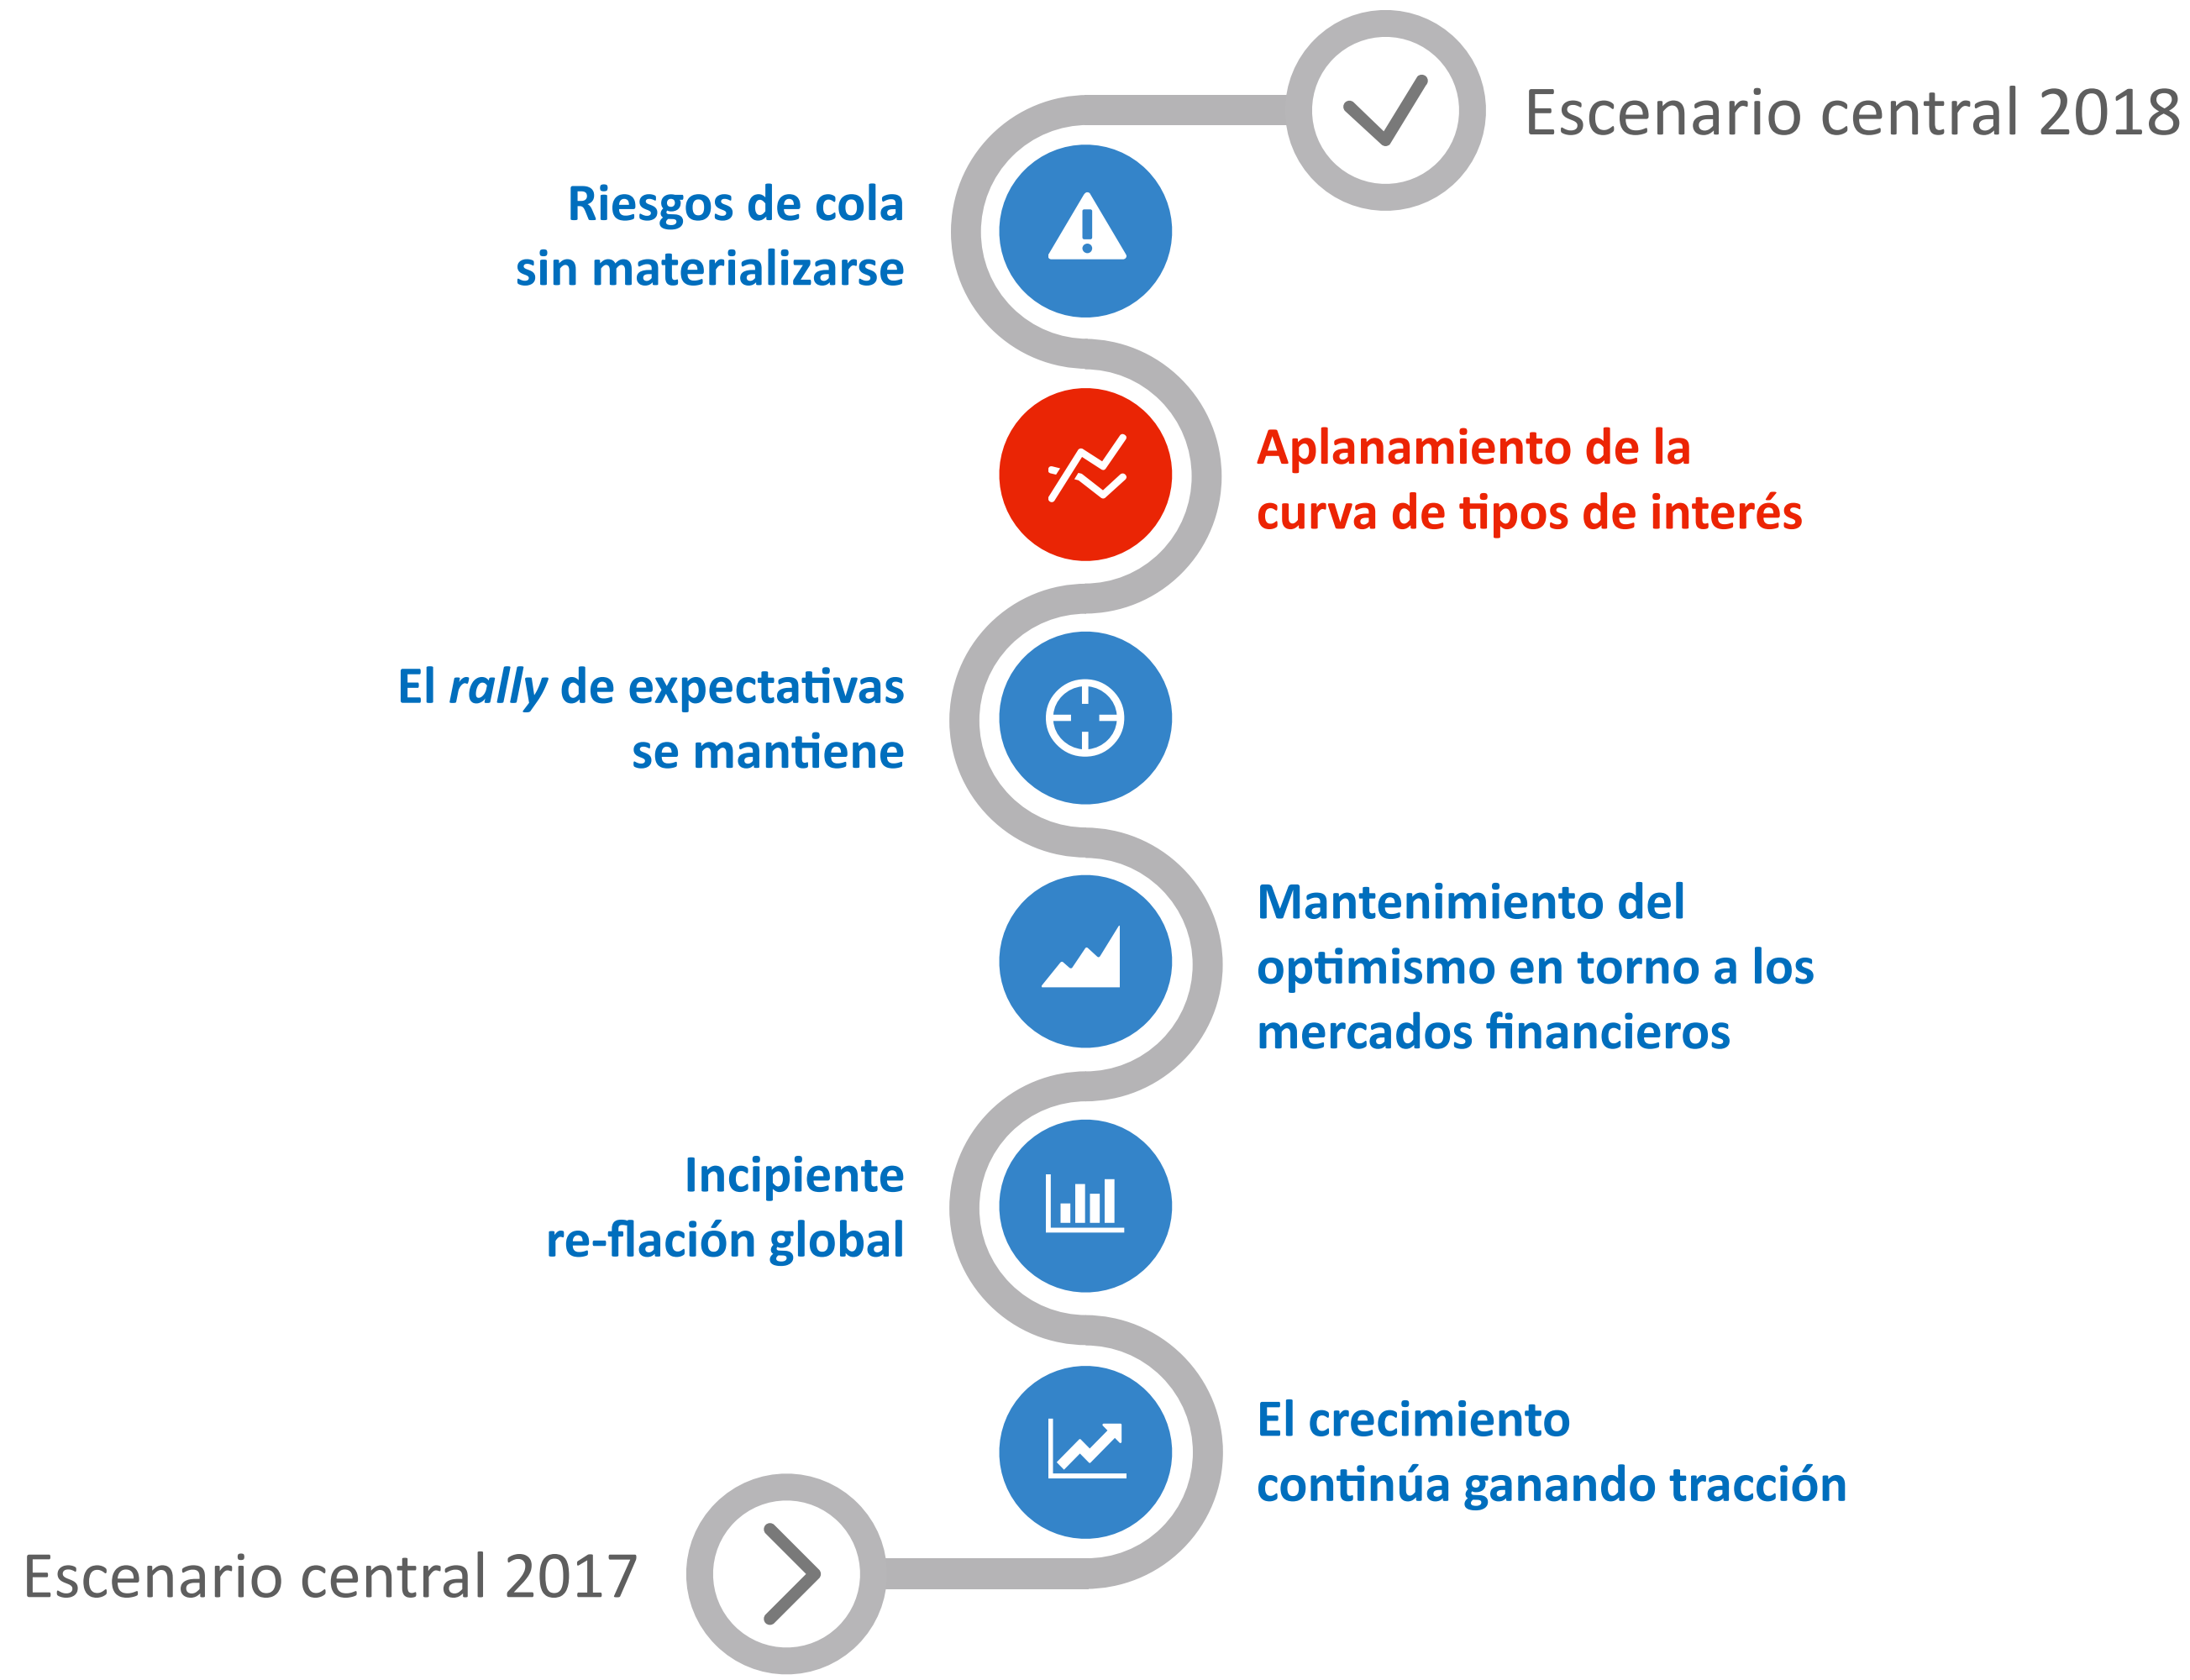 Escenario central 2018
Riesgos de cola
sin materializarse
Aplanamiento de la
curva de tipos de interés
El rally de expectativas
se mantiene
Mantenimiento del
optimismo en torno a los
mercados financieros
Incipiente
re-flación global
El crecimiento
continúa ganando tracción
Escenario central 2017